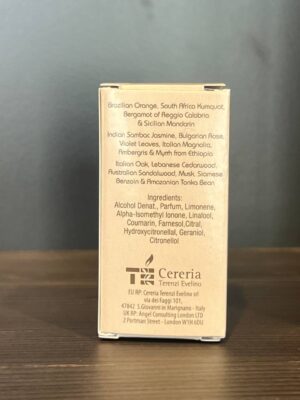 Brazilian Orange, South Africa Kumquat,
Bergamot of Reggio Calabria
& Sicilian Mandarin
Indian Sambac Jasmine, Bulgarian Rose,
Violet Leaves, Italian Magnolia,
Ambergris & Myrrh from Ethiopia
Italian Oak, Lebanese Cedarwood,
Australian Sandalwood, Musk, Siamese
Benzoin & Amazonian Tonka Bean
Ingredients:
Alcohol Denat., Parfum, Limonene,
Alpha-Isomethyl Ionone, Linalool,
Coumarin, Farnesol,Citral,
Hydroxycitronellal, Geraniol,
Citronellol
Cereria
Terenzi Evelino
EU RP: Cereria Terenzi Evelino srl
via dei Faggi 101,
47842 S.Giovanni in Marignano - Italy
UK RP: Angel Consulting London LTD
2 Portman Street - London W1H 6DU